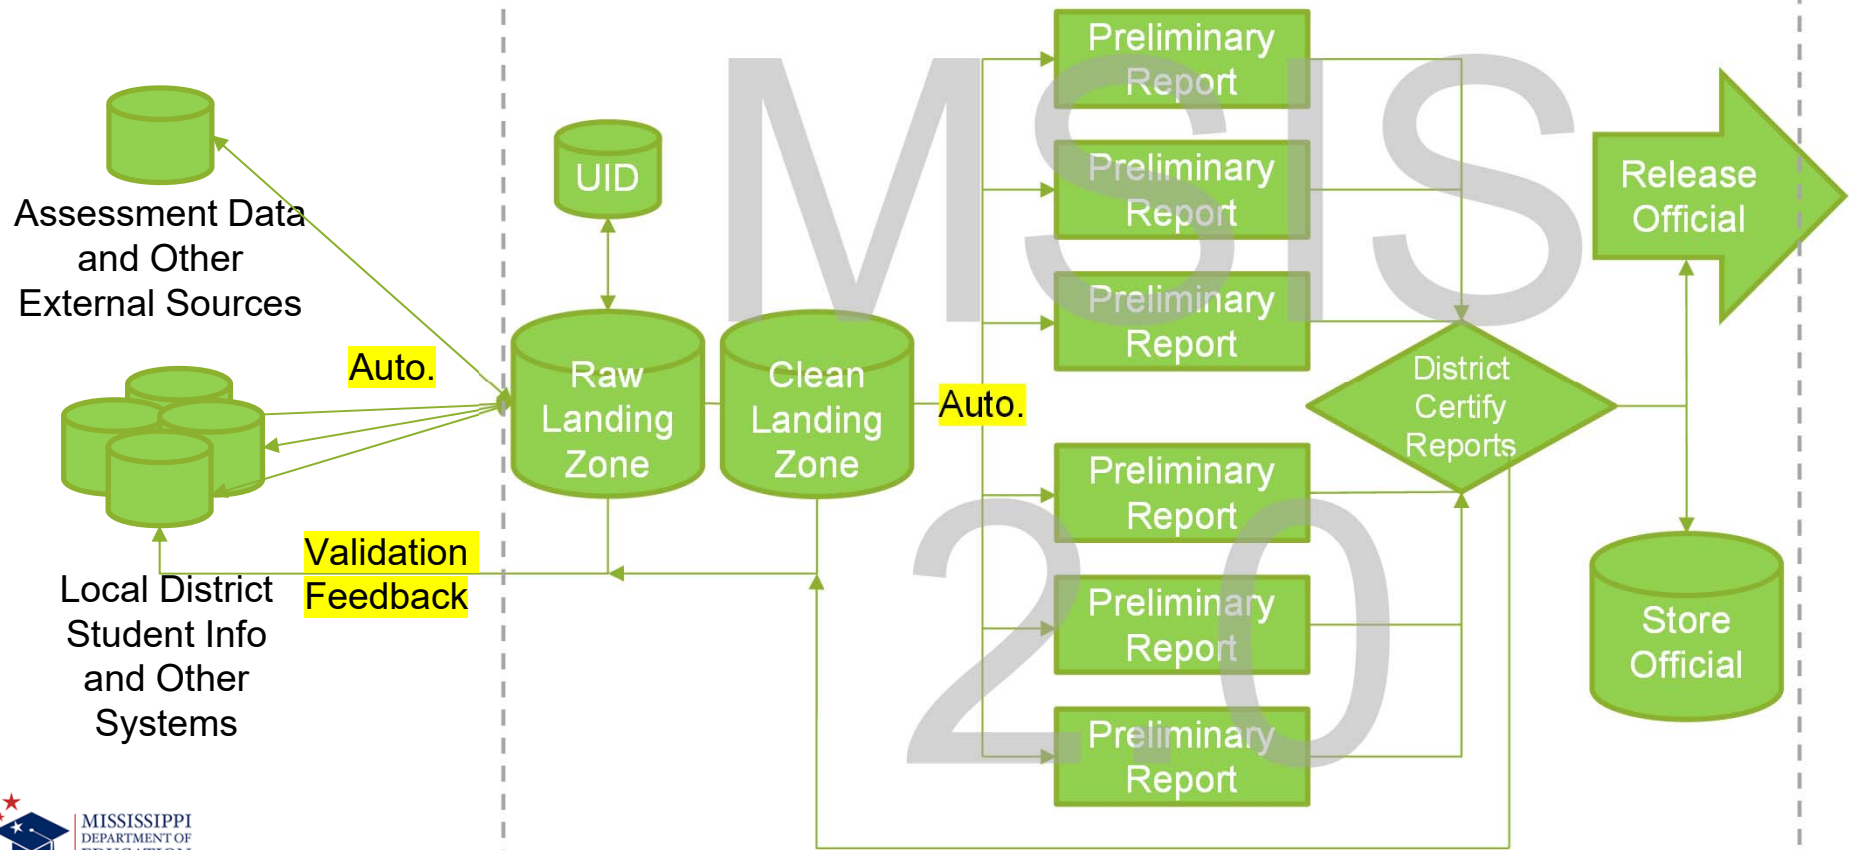 Assessment Data
and Other
External Sources
Auto.
Local District
Student Info
and Other
Systems
Validation
Feedback
UID
Raw
Landing
Zone
Clean
Landing
Zone
Auto.
MSIS
2.0
Preliminary
Report
Preliminary
Report
Preliminary
Report
Preliminary
Report
Preliminary
Report
Preliminary
Report
District
Certify
Reports
Release
Official
Store
Official
MISSISSIPPI
DEPARTMENT OF
EDUCATION